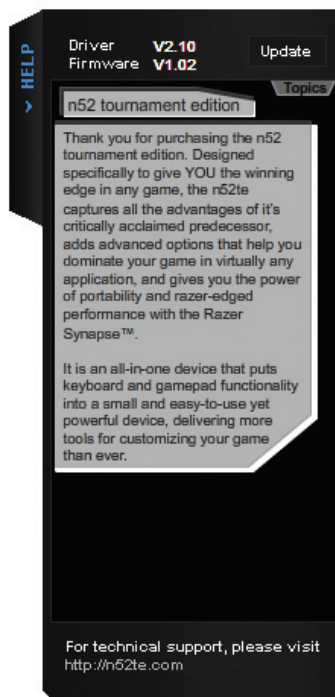 HELP
Driver V2.10
Firmware V1.02
Update
Topics
n52 tournament edition
Thank you for purchasing the n52
tournament edition. Designed
specifically to give YOU the winning
edge in any game, the n52te
captures all the advantages of it's
critically acclaimed predecessor,
adds advanced options that help you
dominate your game in virtually any
application, and gives you the power
of portability and razer-edged
performance with the Razer
Synapse™.
It is an all-in-one device that puts
keyboard and gamepad functionality
into a small and easy-to-use yet
powerful device, delivering more
tools for customizing your game
than ever.
For technical support, please visit
http://n52te.com